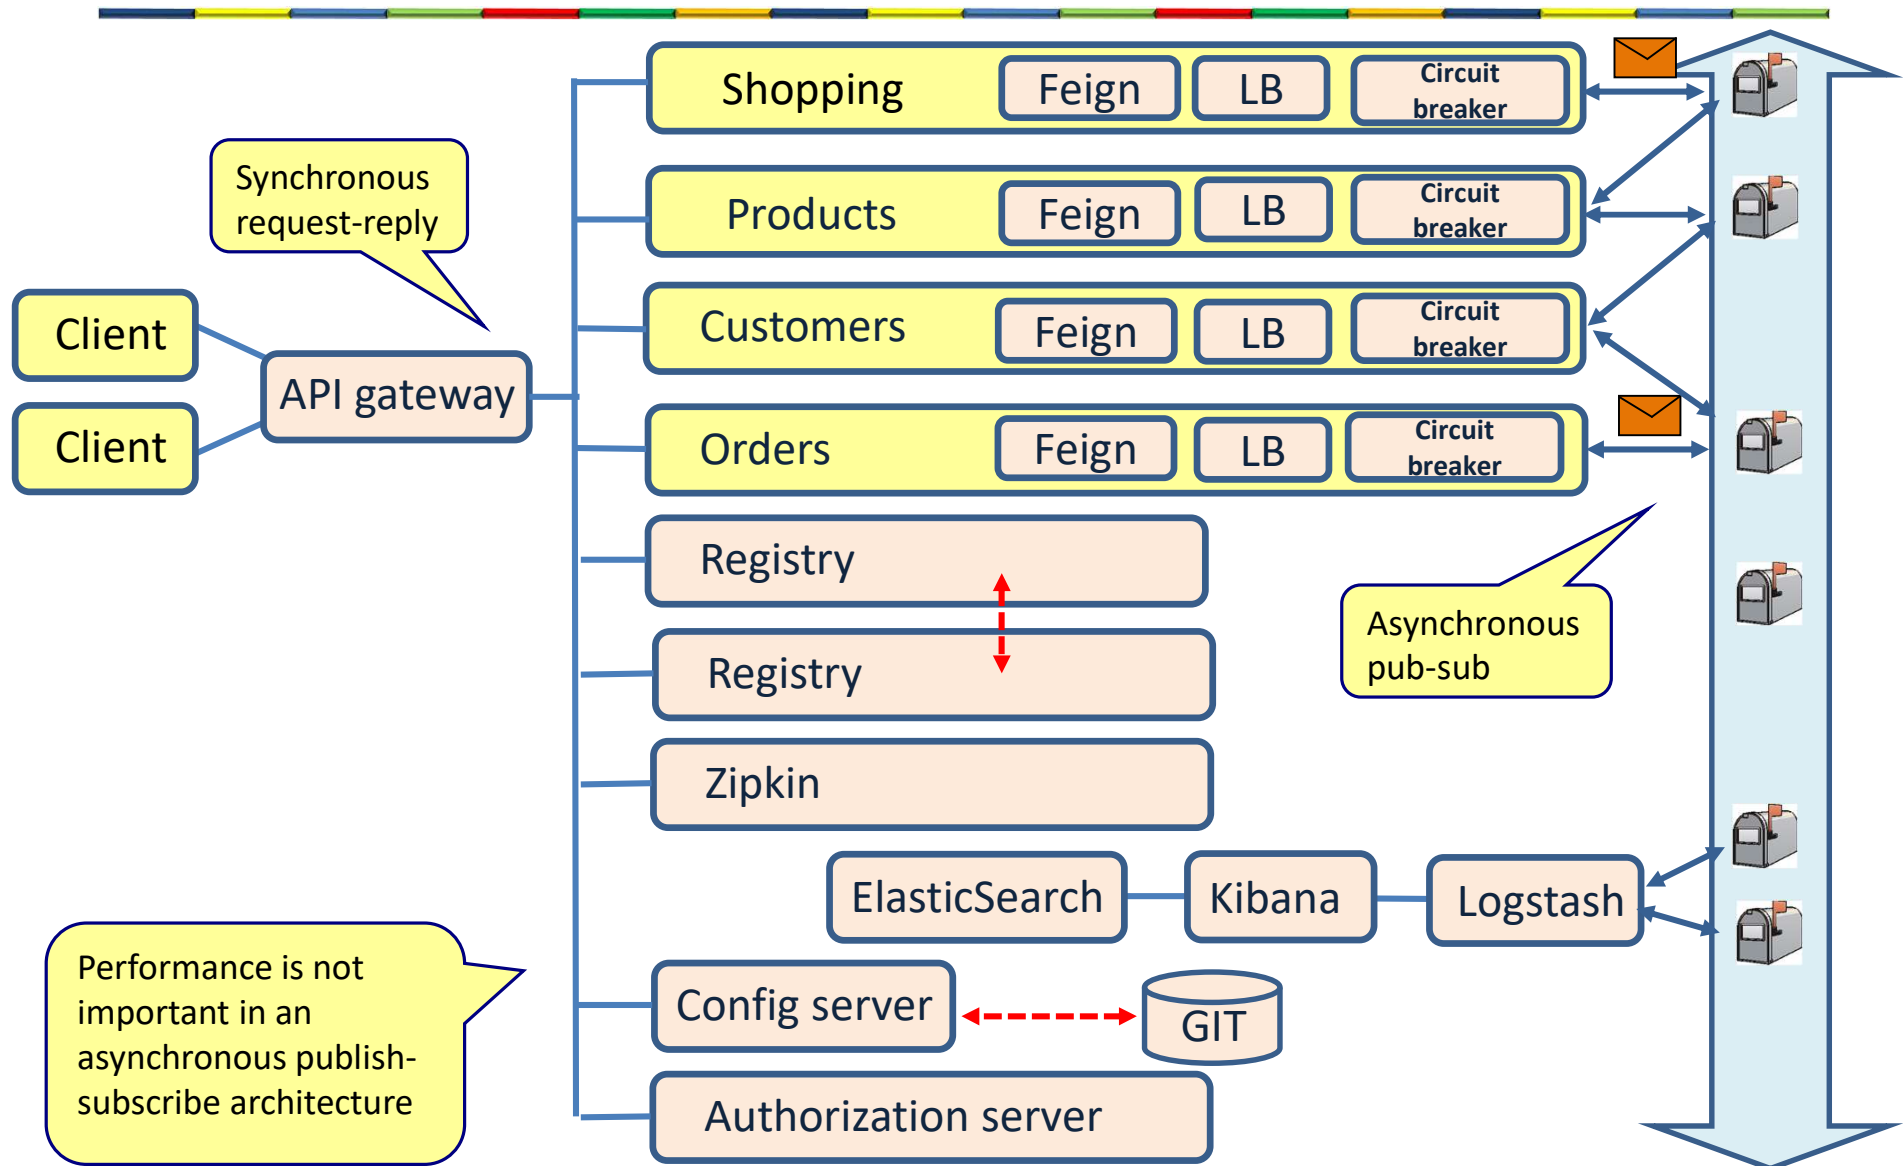 Shopping
Feign
LB
Circuit
breaker
Synchronous
request-reply
Products
Feign
LB
Circuit
breaker
Client
Customers
Feign
LB
Circuit
breaker
API gateway
Client
Orders
Feign
LB
Circuit
breaker
Registry
Asynchronous
pub-sub
Registry
Zipkin
ElasticSearch
Kibana
Logstash
Performance is not
important in an
asynchronous publish-
subscribe architecture
Config server
GIT
Authorization server